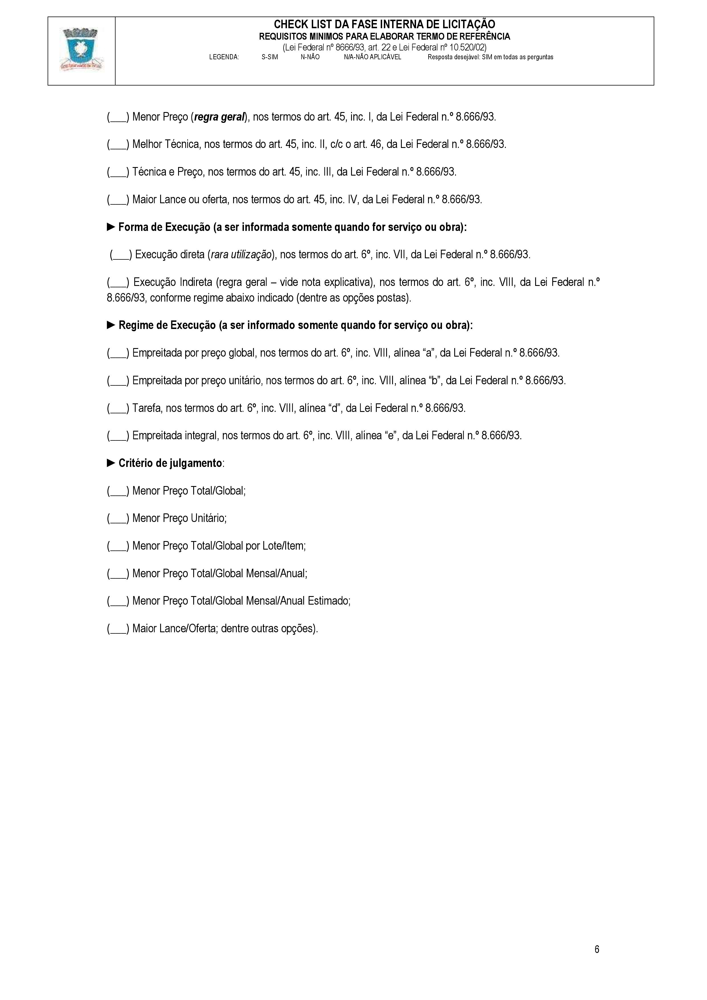 CHECK LIST DA FASE INTERNA DE LICITAÇÃO
REQUISITOS MINIMOS PARA ELABORAR TERMO DE REFERÊNCIA
(Lei Federal nº 8666/93, art. 22 e Lei Federal nº 10.520/02)
LEGENDA: S-SIM N-NÃO N/A-NÃO APLICÁVEL Resposta desejável: SIM em todas as perguntas
(___) Menor Preço (regra geral), nos termos do art. 45, inc. I, da Lei Federal n.º 8.666/93.
(___) Melhor Técnica, nos termos do art. 45, inc. II, c/c o art. 46, da Lei Federal n.º 8.666/93.
(___) Técnica e Preço, nos termos do art. 45, inc. III, da Lei Federal n.º 8.666/93.
(___) Maior Lance ou oferta, nos termos do art. 45, inc. IV, da Lei Federal n.º 8.666/93.
► Forma de Execução (a ser informada somente quando for serviço ou obra):
(___) Execução direta (rara utilização), nos termos do art. 6º, inc. VII, da Lei Federal n.º 8.666/93.
(___) Execução Indireta (regra geral – vide nota explicativa), nos termos do art. 6º, inc. VIII, da Lei Federal n.º
8.666/93, conforme regime abaixo indicado (dentre as opções postas).
► Regime de Execução (a ser informado somente quando for serviço ou obra):
(___) Empreitada por preço global, nos termos do art. 6º, inc. VIII, alínea “a”, da Lei Federal n.º 8.666/93.
(___) Empreitada por preço unitário, nos termos do art. 6º, inc. VIII, alínea “b”, da Lei Federal n.º 8.666/93.
(___) Tarefa, nos termos do art. 6º, inc. VIII, alínea “d”, da Lei Federal n.º 8.666/93.
(___) Empreitada integral, nos termos do art. 6º, inc. VIII, alínea “e”, da Lei Federal n.º 8.666/93.
► Critério de julgamento:
(___) Menor Preço Total/Global;
(___) Menor Preço Unitário;
(___) Menor Preço Total/Global por Lote/Item;
(___) Menor Preço Total/Global Mensal/Anual;
(___) Menor Preço Total/Global Mensal/Anual Estimado;
(___) Maior Lance/Oferta; dentre outras opções).
6